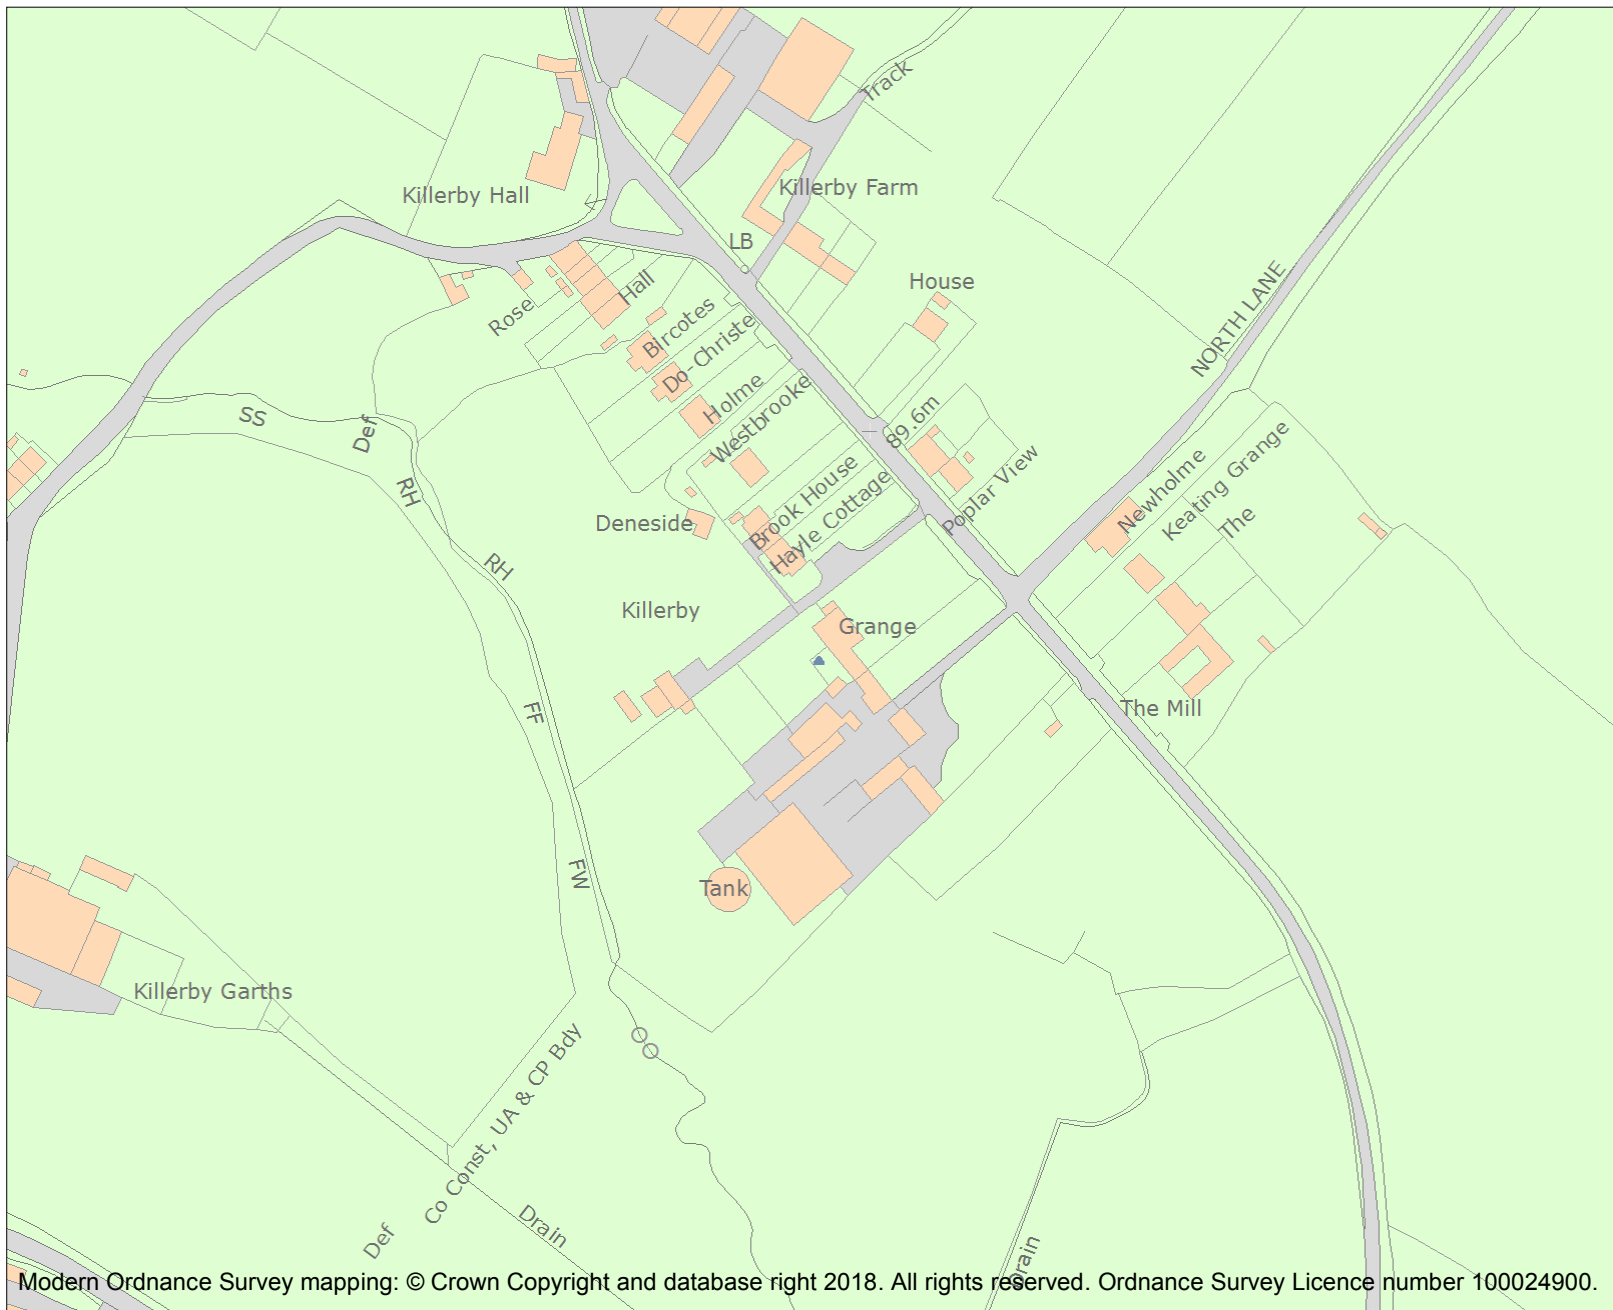 Track
Killerby Hall
Killerby Farm
LB
House
NORTH LANE
Hall
Rose
Bircotes
Do-Christe
Holme
Westbrooke
89.6m
SS
Def
RH
Poplar View
Newholme
Keating Grange
The
Brook House
Hayle Cottage
Deneside
RH
Killerby
Grange
FF
The Mill
FW
Tank
Killerby Garths
Co Const, UA & CP Bdy
Def
Drain
Drain
Modern Ordnance Survey mapping: © Crown Copyright and database right 2018. All rights reserved. Ordnance Survey Licence number 100024900.